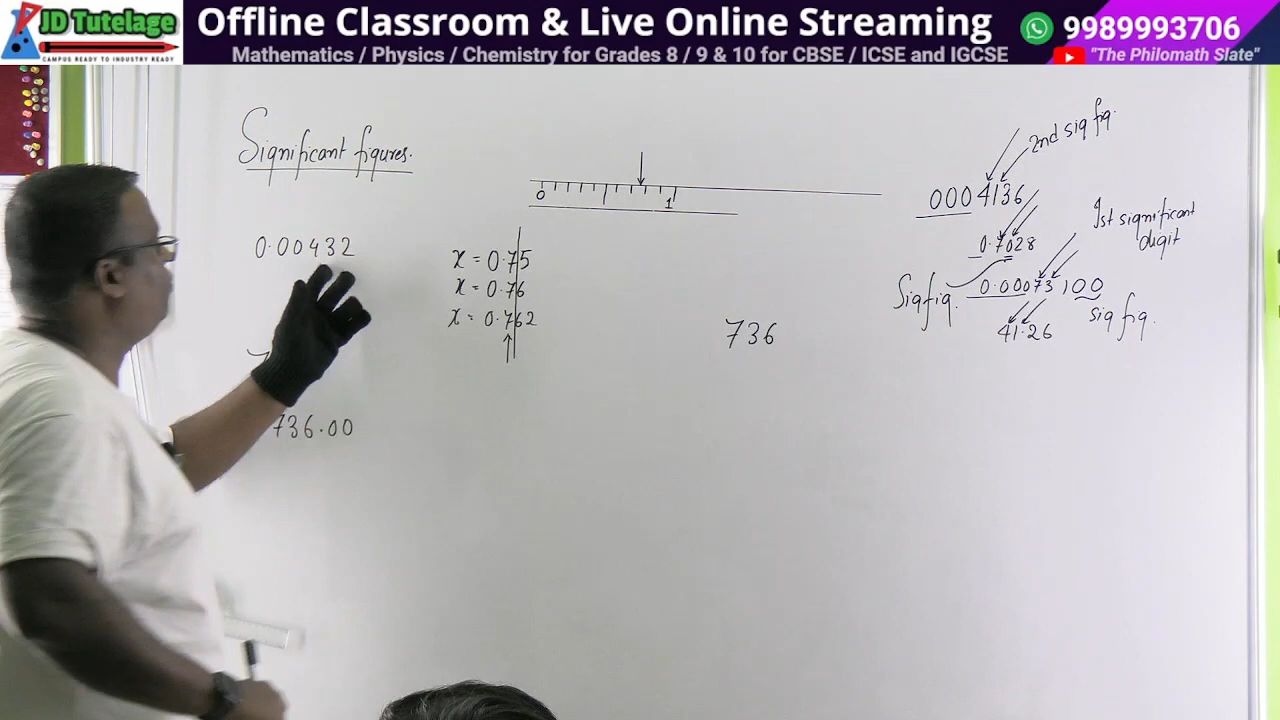 JD Tutelage
CAMPUS READY TO INDUSTRY READY
Offline Classroom & Live Online Streaming
Mathematics / Physics / Chemistry for Grades 8 / 9 & 10 for CBSE / ICSE and IGCSE
9989993706
"The Philomath Slate"
Significant figures.
0.00432
736.00
0 1
x = 0.75
x = 0.76
x = 0.762
736
2nd sig fig.
0004136
0.7028
1st significant
digit
Sig fig. 0.00073100
sig fig.
41.26